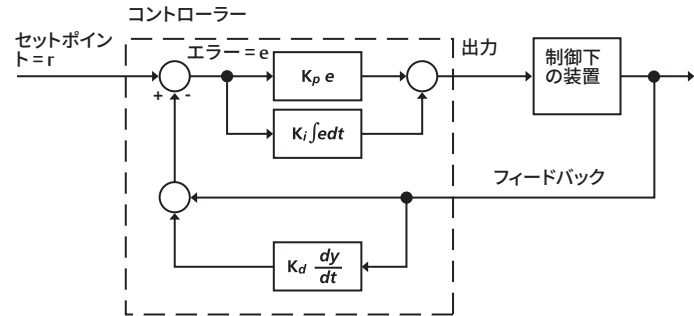 コントローラー
セットポイン
ト = r
エラー = e
出力
K_p e
制御下
の装置
+
-
K_i ∫edt
フィードバック
K_d dy/dt